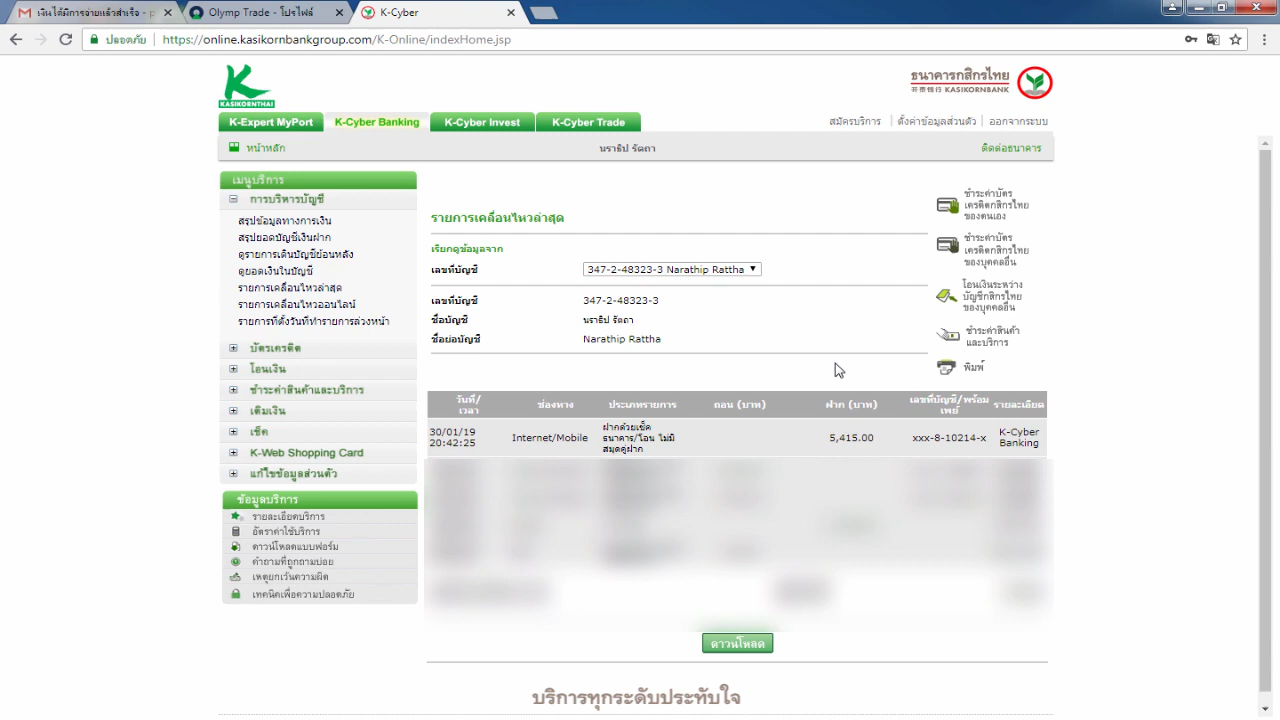 เงินได้มีการจ่ายแล้วสำเร็จ - p
Olymp Trade - โปรไฟล์
K-Cyber
ปลอดภัย
https://online.kasikornbankgroup.com/K-Online/indexHome.jsp
KASIKORNTHAI
ธนาคารกสิกรไทย
开泰银行 KASIKORNBANK
K-Expert MyPort
K-Cyber Banking
K-Cyber Invest
K-Cyber Trade
สมัครบริการ
ตั้งค่าข้อมูลส่วนตัว
ออกจากระบบ
หน้าหลัก
นราธิป รัตถา
ติดต่อธนาคาร
เมนูบริการ
การบริหารบัญชี
สรุปข้อมูลทางการเงิน
สรุปยอดบัญชีเงินฝาก
ดูรายการเดินบัญชีย้อนหลัง
ดูยอดเงินในบัญชี
รายการเคลื่อนไหวล่าสุด
รายการเคลื่อนไหวออนไลน์
รายการที่ตั้งวันที่ทำรายการล่วงหน้า
บัตรเครดิต
โอนเงิน
ชำระค่าสินค้าและบริการ
เติมเงิน
เช็ค
K-Web Shopping Card
แก้ไขข้อมูลส่วนตัว
ข้อมูลบริการ
รายละเอียดบริการ
อัตราค่าใช้บริการ
ดาวน์โหลดแบบฟอร์ม
คำถามที่ถูกถามบ่อย
เหตุยกเว้นความผิด
เทคนิคเพื่อความปลอดภัย
รายการเคลื่อนไหวล่าสุด
เรียกดูข้อมูลจาก
เลขที่บัญชี
347-2-48323-3 Narathip Rattha
เลขที่บัญชี
347-2-48323-3
ชื่อบัญชี
นราธิป รัตถา
ชื่อย่อบัญชี
Narathip Rattha
ชำระค่าบัตร
เครดิตกสิกรไทย
ของตนเอง
ชำระค่าบัตร
เครดิตกสิกรไทย
ของบุคคลอื่น
โอนเงินระหว่าง
บัญชีกสิกรไทย
ของบุคคลอื่น
ชำระค่าสินค้า
และบริการ
พิมพ์
วันที่/
เวลา
ช่องทาง
ประเภทรายการ
ถอน (บาท)
ฝาก (บาท)
เลขที่บัญชี/พร้อม
เพย์
รายละเอียด
30/01/19
20:42:25
Internet/Mobile
ฝากด้วยเช็ค
ธนาคาร/โอน ไม่มี
สมุดคู่ฝาก
5,415.00
xxx-8-10214-x
K-Cyber
Banking
ดาวน์โหลด
บริการทุกระดับประทับใจ